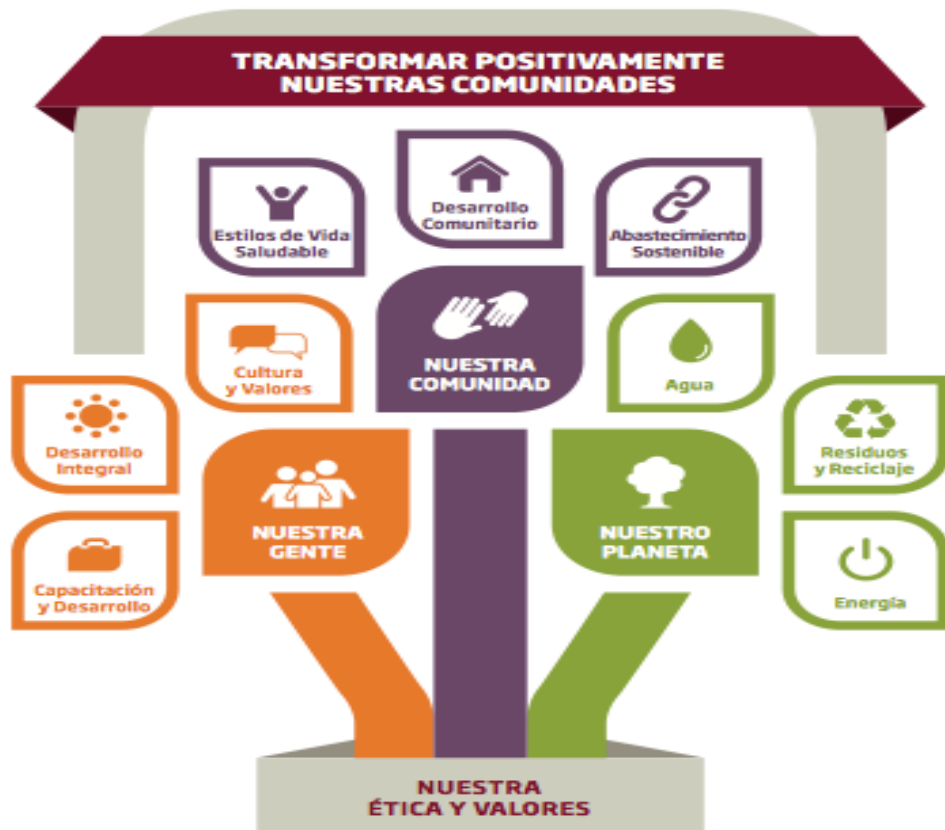 TRANSFORMAR POSITIVAMENTE
NUESTRAS COMUNIDADES
Estilos de Vida
Saludable
Desarrollo
Comunitario
Abastecimiento
Sostenible
Cultura
y Valores
NUESTRA
COMUNIDAD
Agua
Desarrollo
Integral
NUESTRA
GENTE
NUESTRO
PLANETA
Residuos
y Reciclaje
Capacitación
y Desarrollo
Energía
NUESTRA
ÉTICA Y VALORES